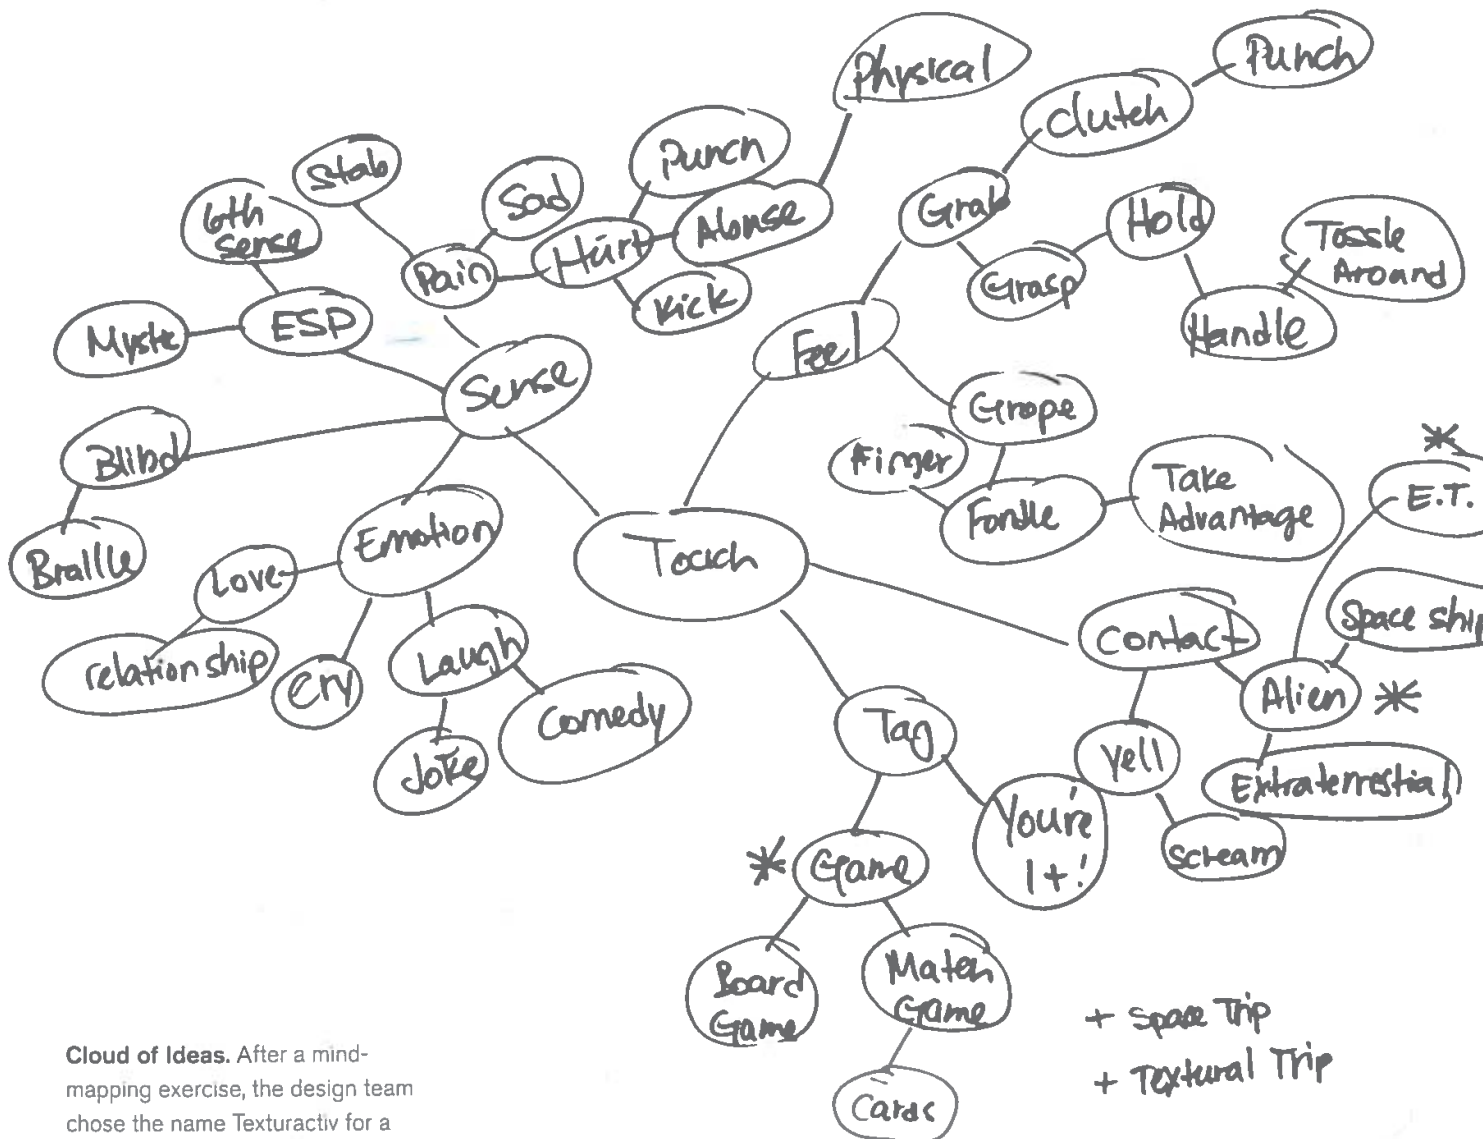 Physical
Punch
Clutch
Punch
Stab
Sad
6th
Sense
Grab
Hold
Tossle
Around
Pain
Hurt
Abuse
Kick
Grasp
Handle
ESP
Feel
Sense
Grope
Blind
Finger
Fondle
Take
Advantage
E.T.
Braille
Emotion
Touch
Love
Space ship
relationship
Cry
Laugh
Contact
Alien
Comedy
Tag
Yell
Joke
Extraterrestial
You're
It!
Game
Scream
Board
Game
Match
Game
Cards
+ Space Trip
+ Textural Trip
Cloud of Ideas. After a mind-
mapping exercise, the design team
chose the name Texturactiv for a